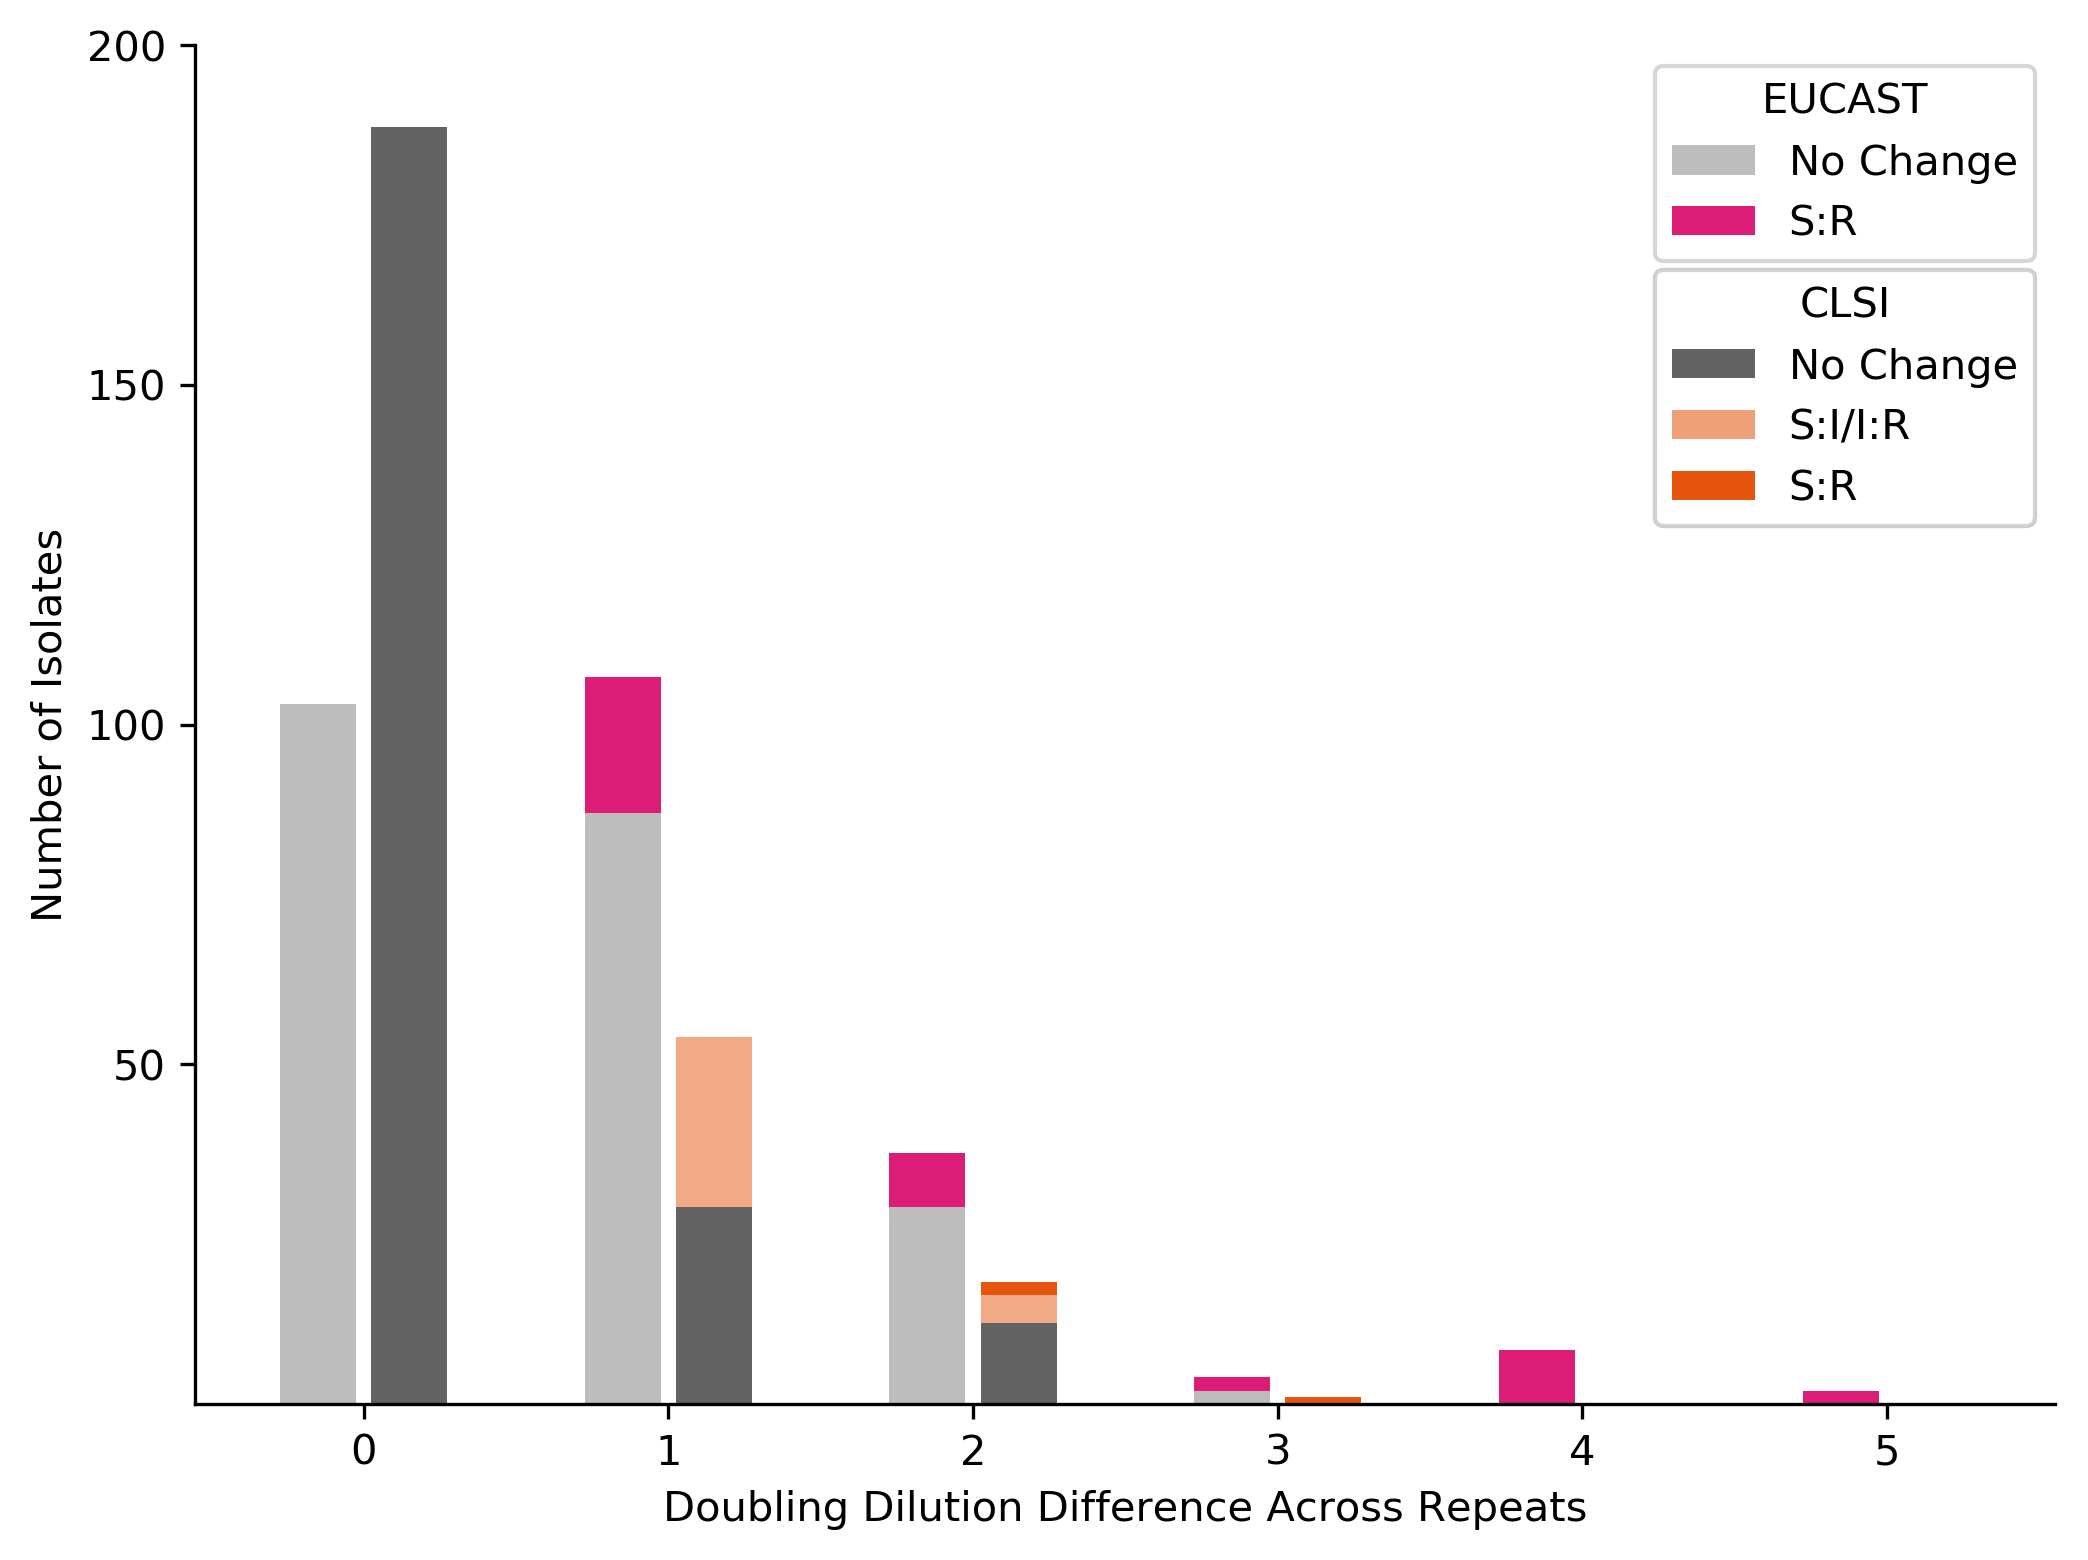 200
150
100
50
Number of Isolates
EUCAST
No Change
S:R
CLSI
No Change
S:I/I:R
S:R
0 1 2 3 4 5
Doubling Dilution Difference Across Repeats